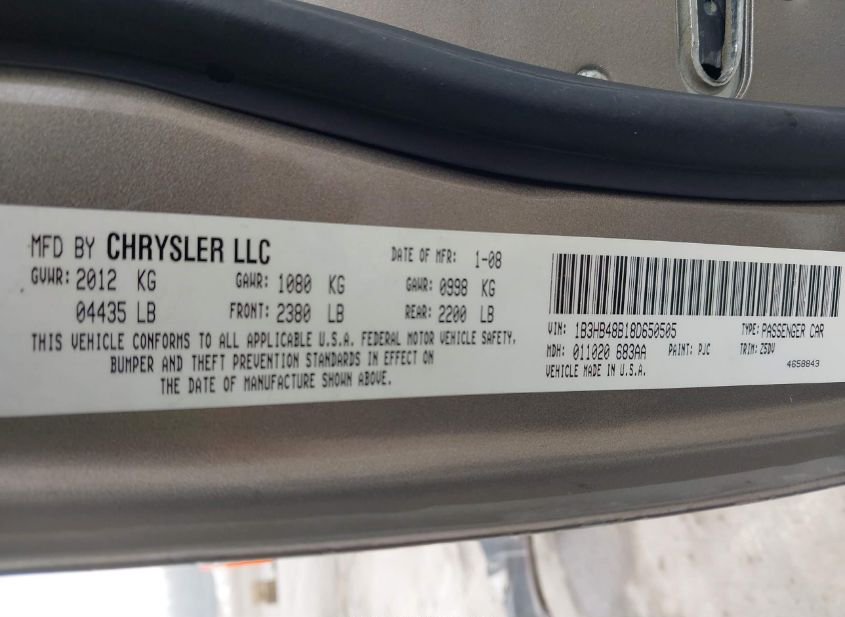 MFD BY CHRYSLER LLC
DATE OF MFR: 1-08
GVWR: 2012 KG GAWR: 1080 KG GAWR: 0998 KG
04435 LB FRONT: 2380 LB REAR: 2200 LB
THIS VEHICLE CONFORMS TO ALL APPLICABLE U.S.A. FEDERAL MOTOR VEHICLE SAFETY,
BUMPER AND THEFT PREVENTION STANDARDS IN EFFECT ON
THE DATE OF MANUFACTURE SHOWN ABOVE.
VIN: 1B3HB48B18D650505 TYPE: PASSENGER CAR
MDH: 011020 683AA PAINT: PJC TRIM: Z5DV
VEHICLE MADE IN U.S.A. 4658843